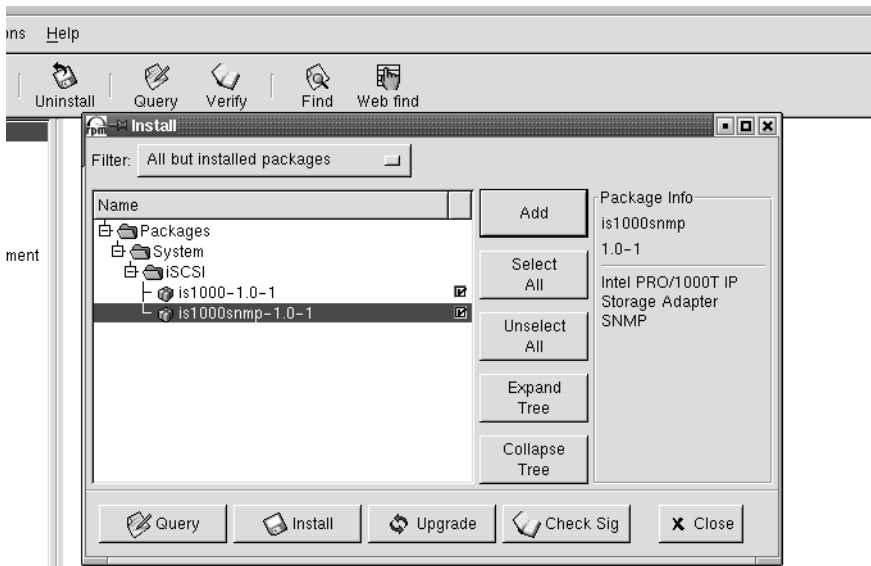 ons Help
Uninstall Query Verify Find Web find
rpm Install
Filter: All but installed packages
ment
Name
Packages
System
iSCSI
is1000-1.0-1
is1000snmp-1.0-1
Add
Select
All
Unselect
All
Expand
Tree
Collapse
Tree
Package Info
is1000snmp
1.0-1
Intel PRO/1000T IP
Storage Adapter
SNMP
Query Install Upgrade Check Sig Close